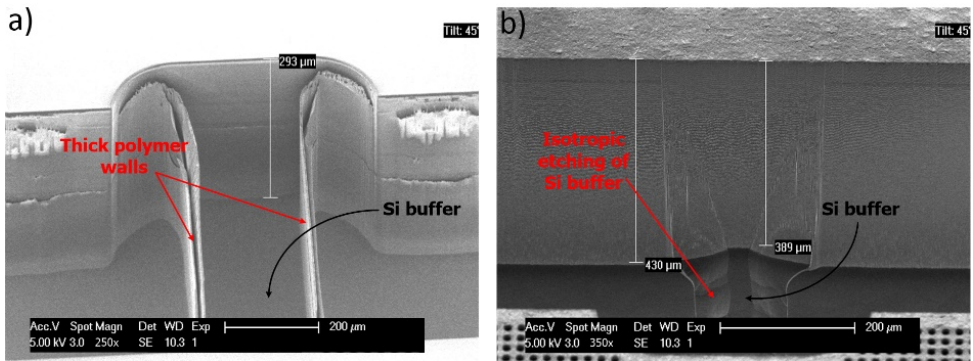 a)
Tilt: 45°
293 µm
Thick polymer
walls
Si buffer
Acc.V Spot Magn Det WD Exp
5.00 kV 3.0 250x SE 10.3 1
200 µm
b)
Tilt: 45°
Isotropic
etching of
Si buffer
Si buffer
389 µm
430 µm
Acc.V Spot Magn Det WD Exp
5.00 kV 3.0 350x SE 10.3 1
200 µm